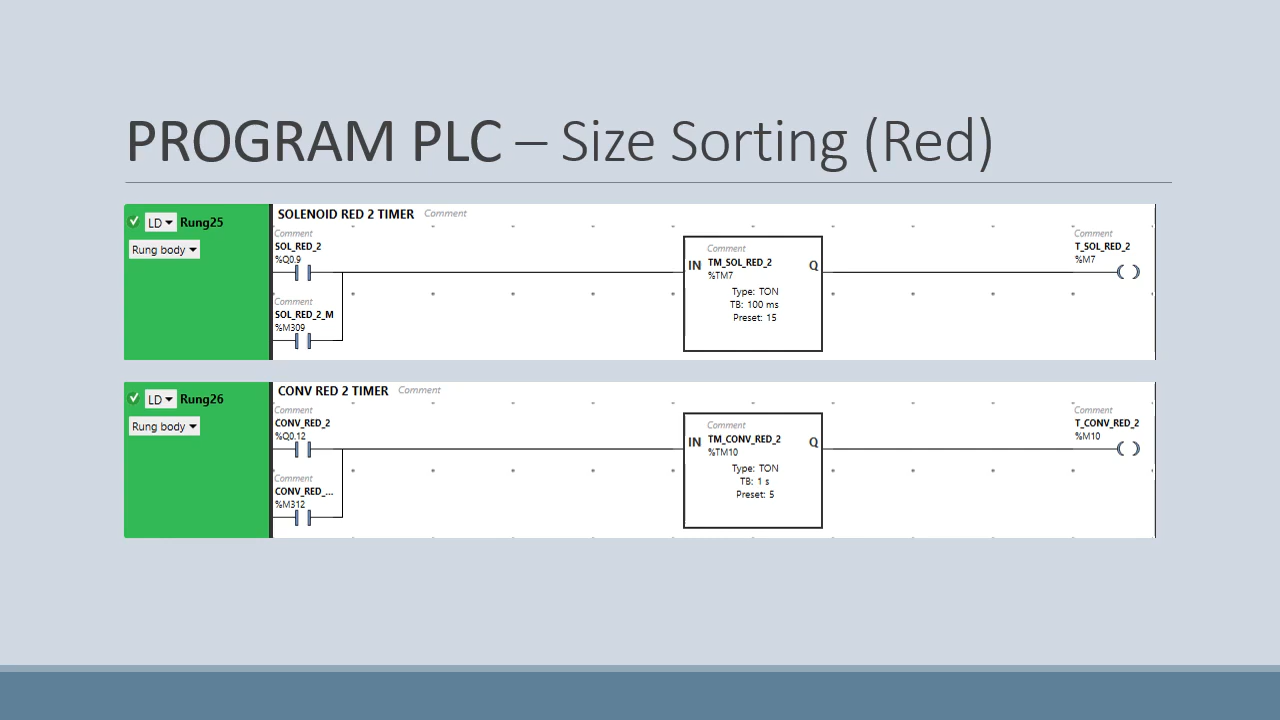 PROGRAM PLC – Size Sorting (Red)
LD Rung25
Rung body
SOLENOID RED 2 TIMER Comment
Comment
SOL_RED_2
%Q0.9
Comment
SOL_RED_2_M
%M309
Comment
TM_SOL_RED_2
IN Q
%TM7
Type: TON
TB: 100 ms
Preset: 15
Comment
T_SOL_RED_2
%M7
LD Rung26
Rung body
CONV RED 2 TIMER Comment
Comment
CONV_RED_2
%Q0.12
Comment
CONV_RED_...
%M312
Comment
TM_CONV_RED_2
IN Q
%TM10
Type: TON
TB: 1 s
Preset: 5
Comment
T_CONV_RED_2
%M10